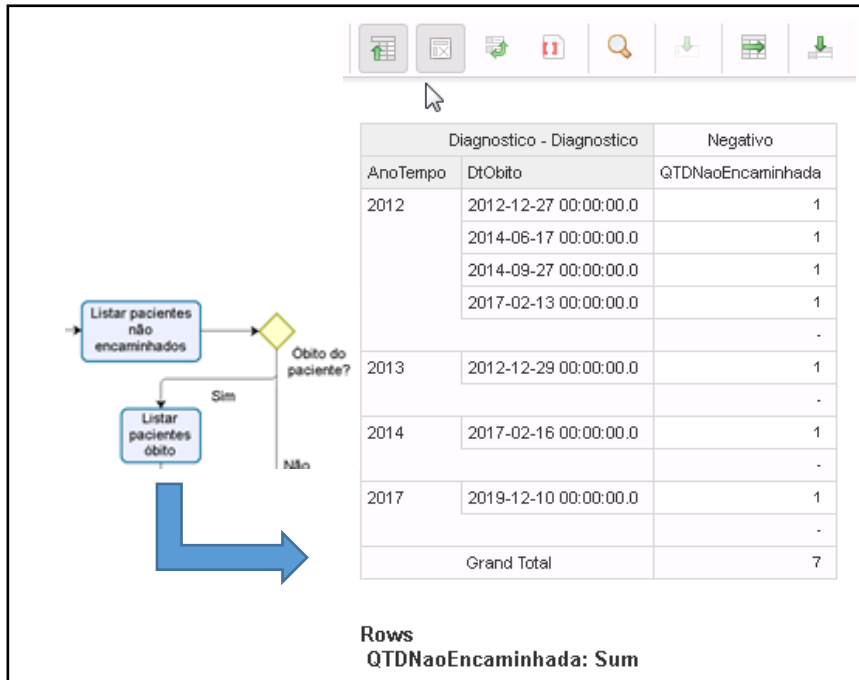 Diagnostico - Diagnostico Negativo
AnoTempo DtObito QTDNaoEncaminhada
2012 2012-12-27 00:00:00.0 1
2014-06-17 00:00:00.0 1
2014-09-27 00:00:00.0 1
2017-02-13 00:00:00.0 1
-
2013 2012-12-29 00:00:00.0 1
-
2014 2017-02-16 00:00:00.0 1
-
2017 2019-12-10 00:00:00.0 1
-
Grand Total 7
Rows
QTDNaoEncaminhada: Sum
Listar pacientes
não
encaminhados
Óbito do
paciente?
Sim
Listar
pacientes
óbito
Não